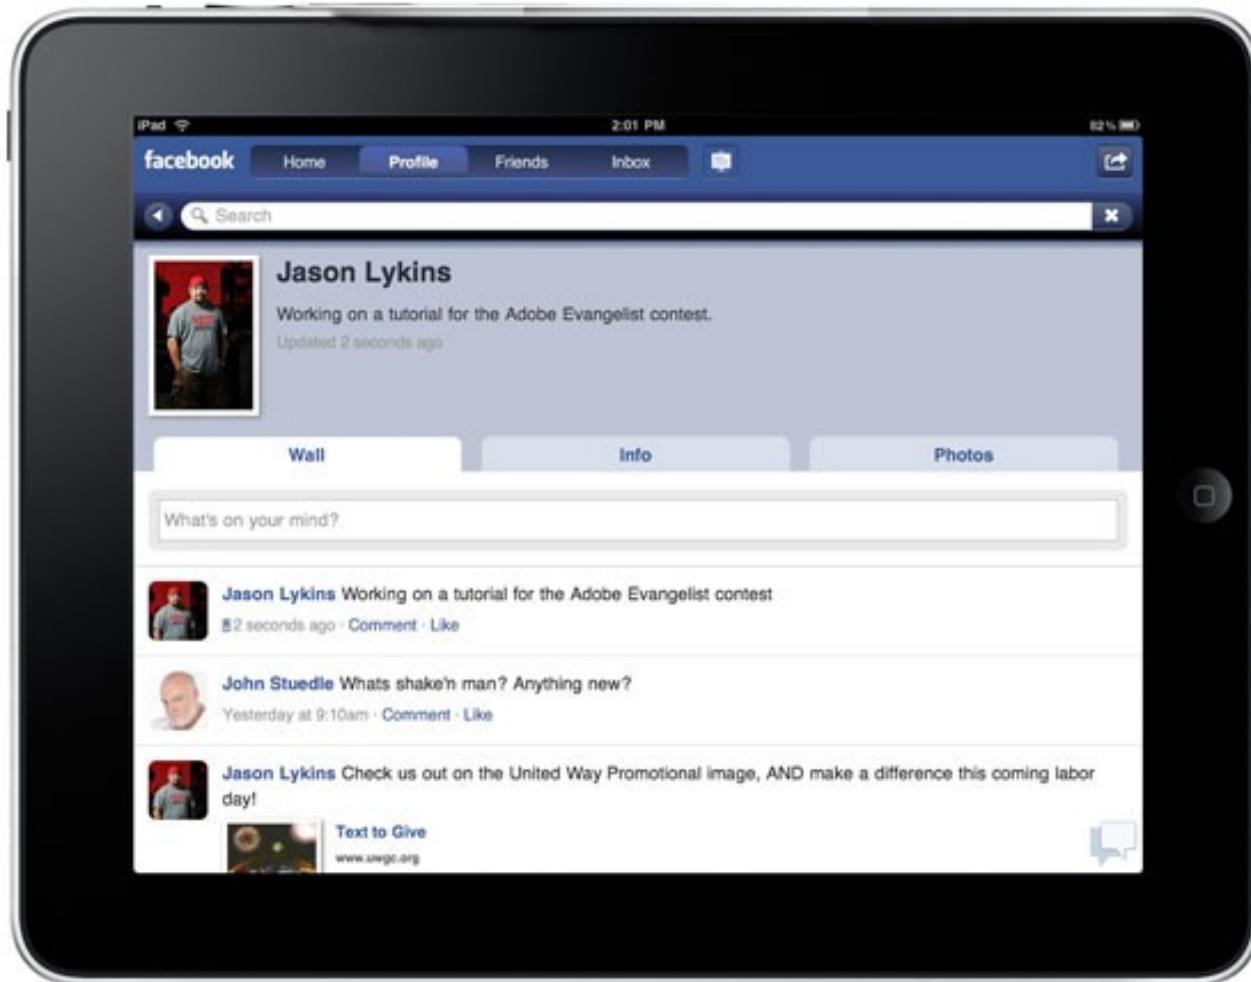 iPad 2:01 PM 82%
facebook Home Profile Friends Inbox
Search
Jason Lykins
Working on a tutorial for the Adobe Evangelist contest.
Updated 2 seconds ago
Wall Info Photos
What's on your mind?
Jason Lykins Working on a tutorial for the Adobe Evangelist contest
2 seconds ago · Comment · Like
John Stuedle Whats shake'n man? Anything new?
Yesterday at 9:10am · Comment · Like
Jason Lykins Check us out on the United Way Promotional image, AND make a difference this coming labor
day!
Text to Give
www.uwgc.org